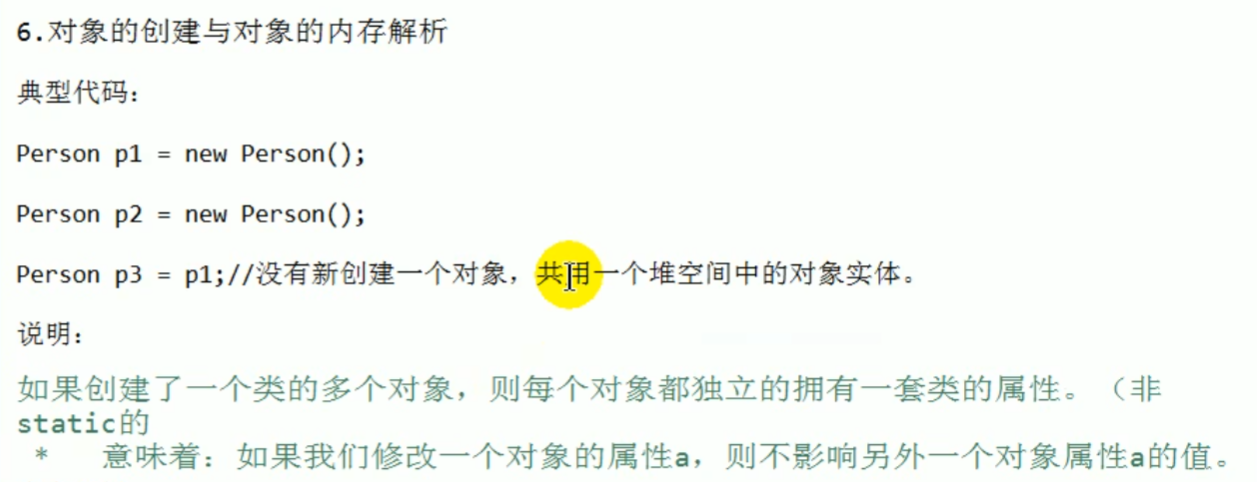 6.对象的创建与对象的内存解析
典型代码：
Person p1 = new Person();
Person p2 = new Person();
Person p3 = p1;//没有新创建一个对象，共用一个堆空间中的对象实体。
说明：
如果创建了一个类的多个对象，则每个对象都独立的拥有一套类的属性。（非
static的
* 意味着：如果我们修改一个对象的属性a，则不影响另外一个对象属性a的值。